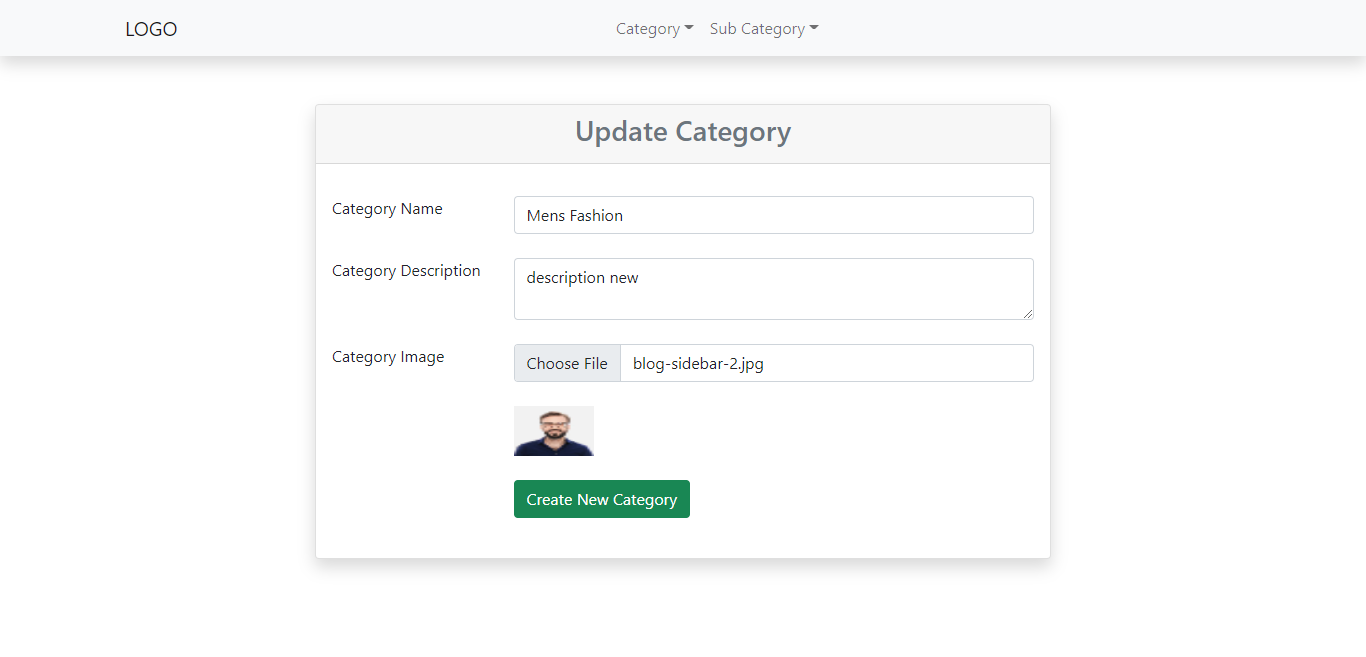 LOGO
Category Sub Category
Update Category
Category Name Mens Fashion
Category Description description new
Category Image Choose File blog-sidebar-2.jpg
Create New Category